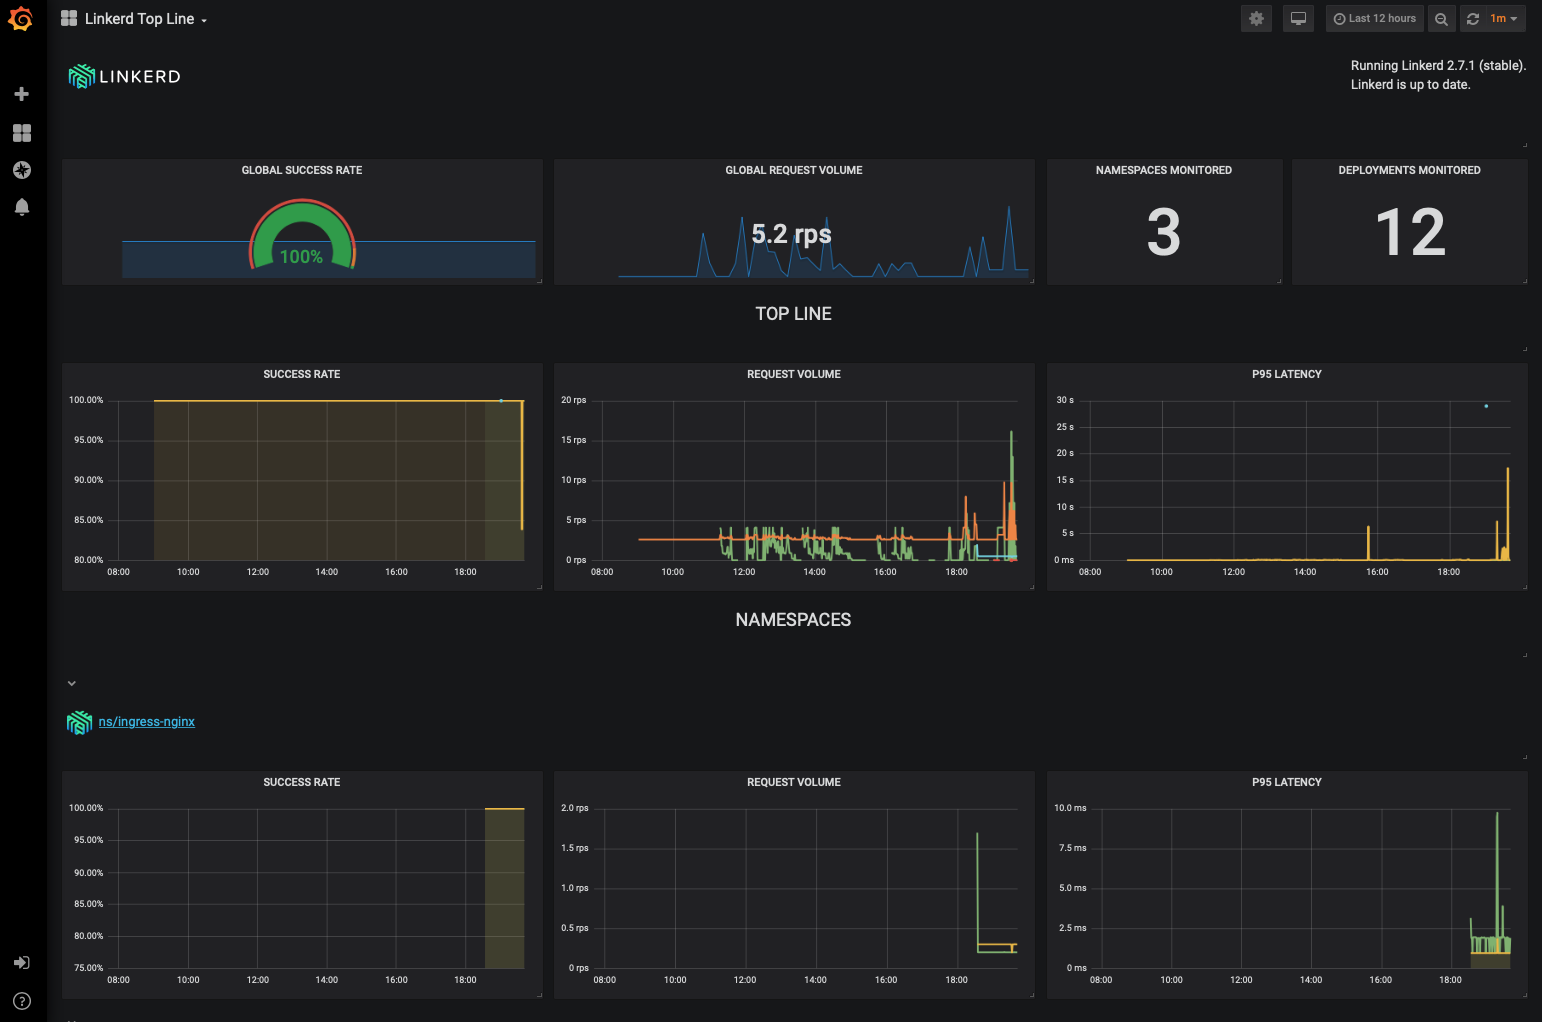 Linkerd Top Line
Last 12 hours
1m
LINKERD
Running Linkerd 2.7.1 (stable).
Linkerd is up to date.
GLOBAL SUCCESS RATE
100%
GLOBAL REQUEST VOLUME
5.2 rps
NAMESPACES MONITORED
3
DEPLOYMENTS MONITORED
12
TOP LINE
SUCCESS RATE
100.00%
95.00%
90.00%
85.00%
80.00%
08:00 10:00 12:00 14:00 16:00 18:00
REQUEST VOLUME
20 rps
15 rps
10 rps
5 rps
0 rps
08:00 10:00 12:00 14:00 16:00 18:00
P95 LATENCY
30 s
25 s
20 s
15 s
10 s
5 s
0 ms
08:00 10:00 12:00 14:00 16:00 18:00
NAMESPACES
ns/ingress-nginx
SUCCESS RATE
100.00%
95.00%
90.00%
85.00%
80.00%
75.00%
08:00 10:00 12:00 14:00 16:00 18:00
REQUEST VOLUME
2.0 rps
1.5 rps
1.0 rps
0.5 rps
0 rps
08:00 10:00 12:00 14:00 16:00 18:00
P95 LATENCY
10.0 ms
7.5 ms
5.0 ms
2.5 ms
0 ms
08:00 10:00 12:00 14:00 16:00 18:00